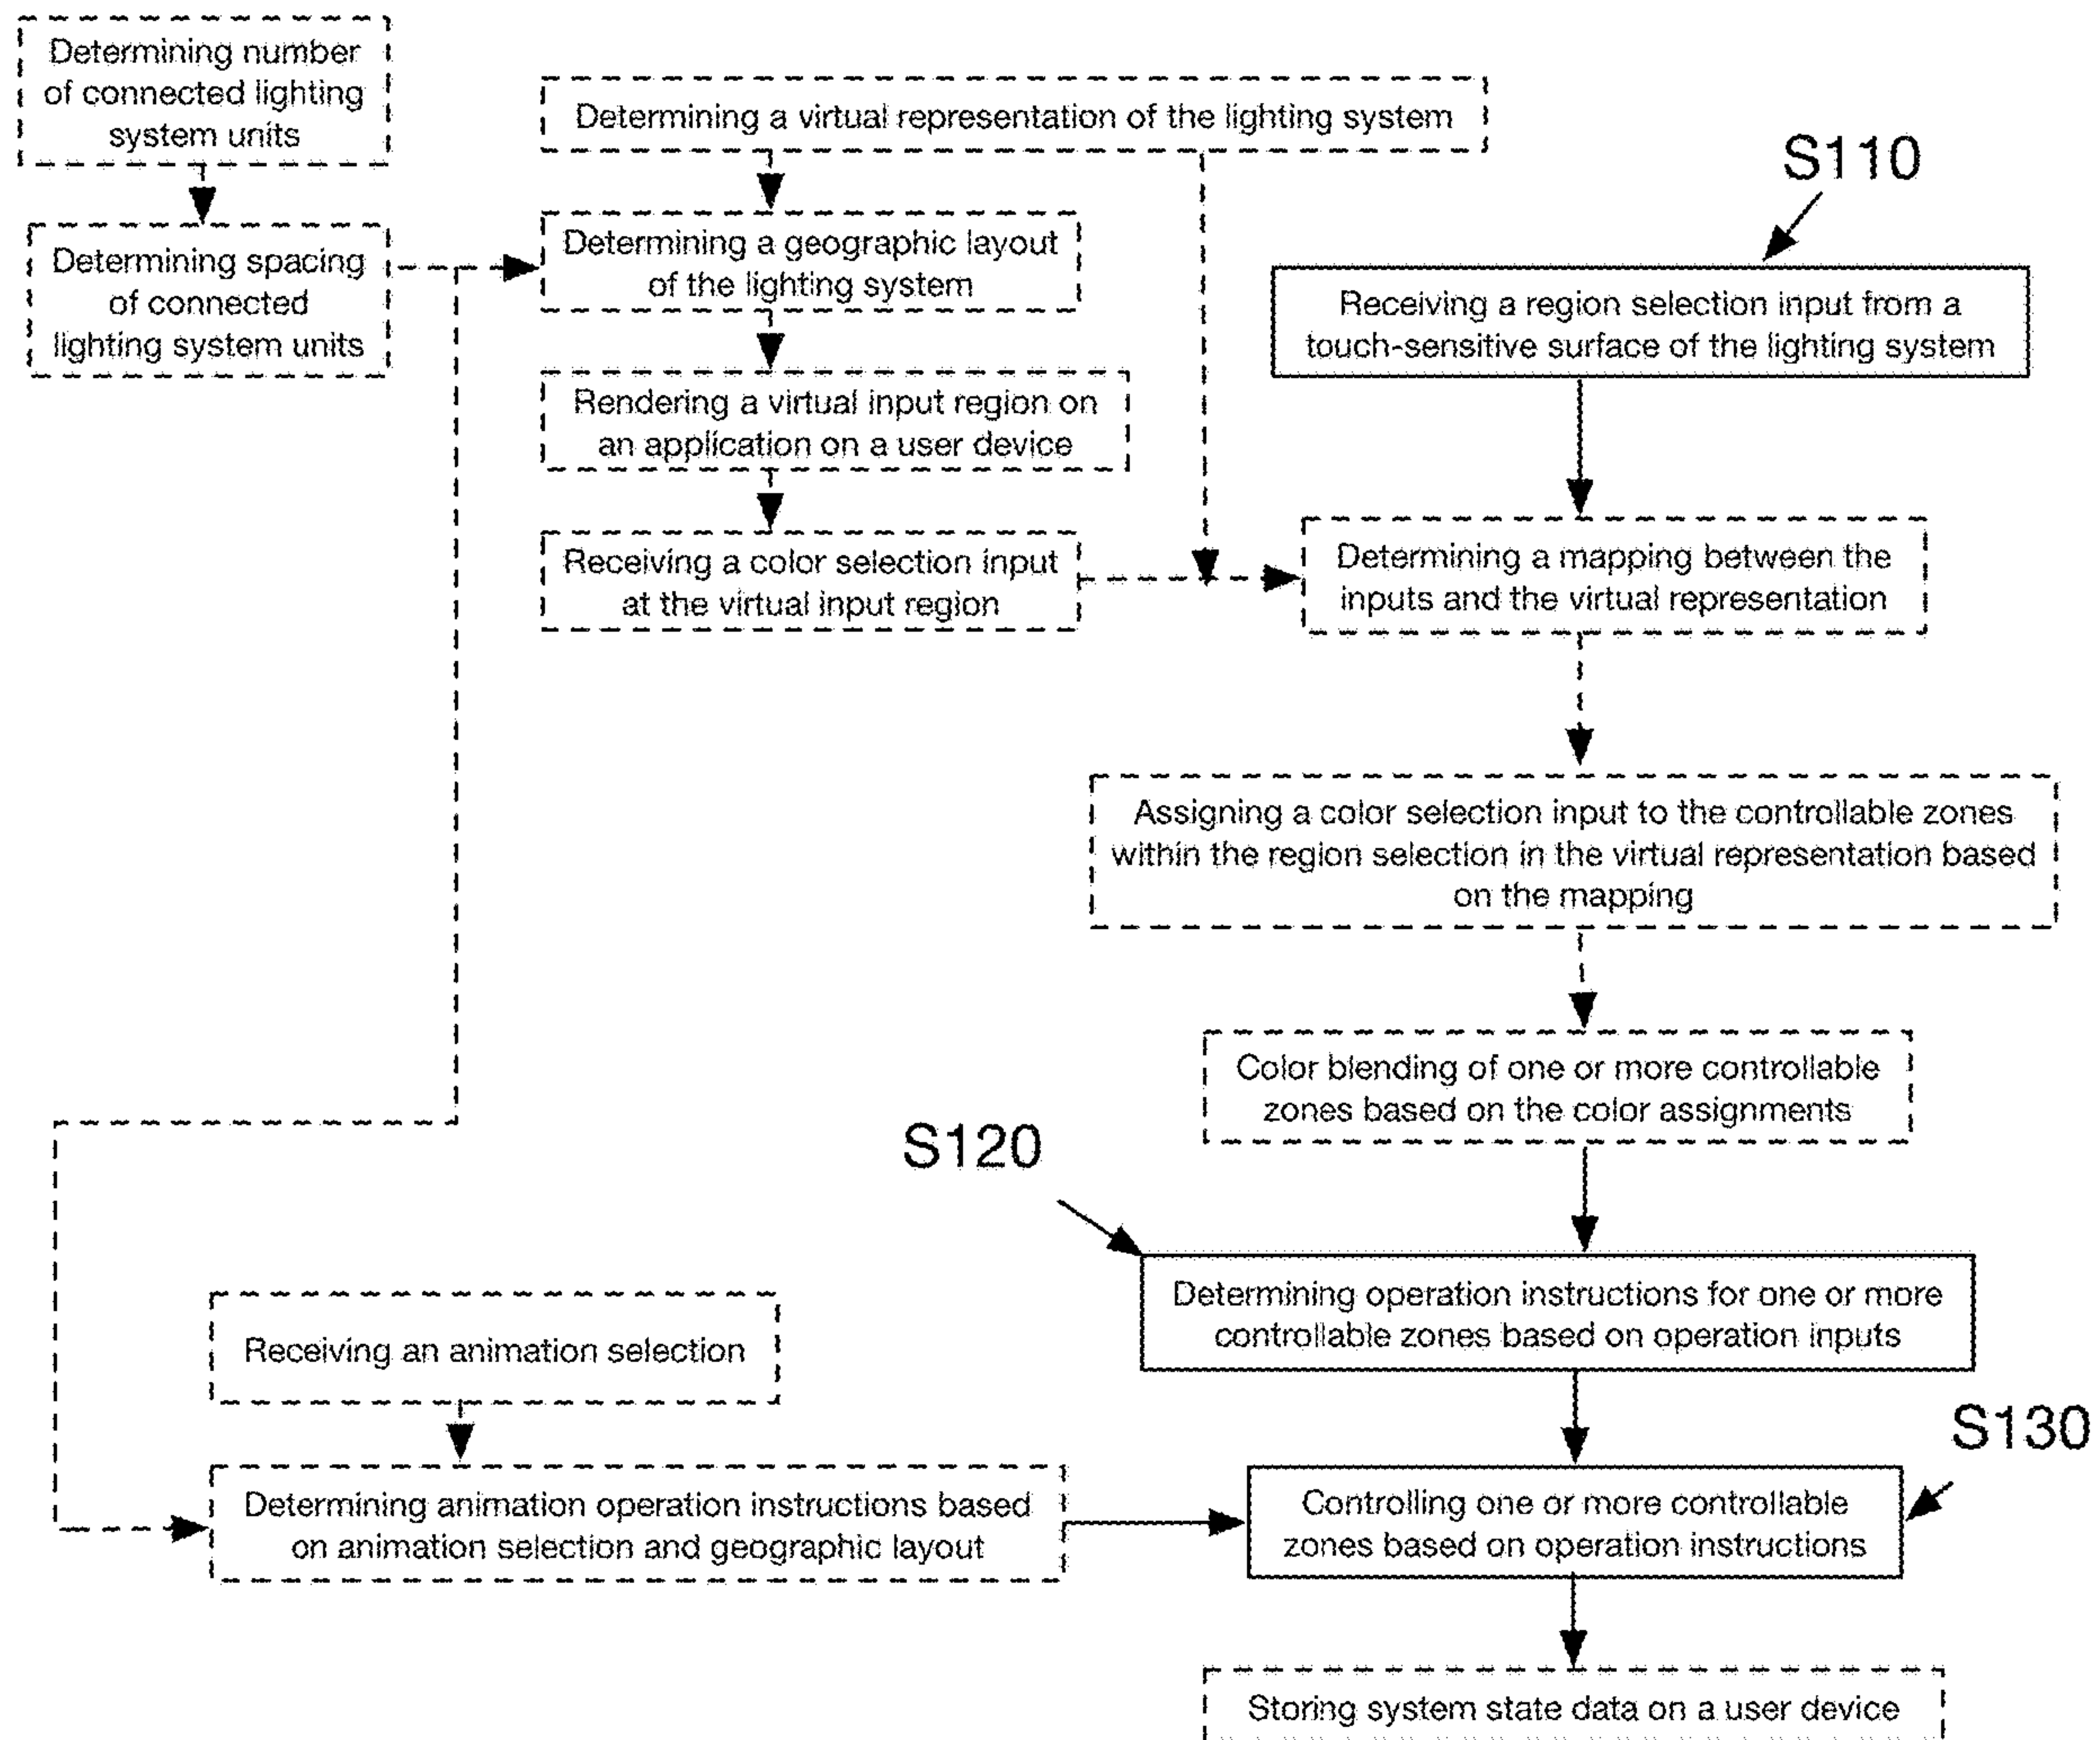 Determining number
of connected lighting
system units
Determining spacing
of connected
lighting system units
Determining a virtual representation of the lighting system
Determining a geographic layout
of the lighting system
Rendering a virtual input region on
an application on a user device
Receiving a color selection input
at the virtual input region
S110
Receiving a region selection input from a
touch-sensitive surface of the lighting system
Determining a mapping between the
inputs and the virtual representation
Assigning a color selection input to the controllable zones
within the region selection in the virtual representation based
on the mapping
Color blending of one or more controllable
zones based on the color assignments
S120
Determining operation instructions for one or more
controllable zones based on operation inputs
Receiving an animation selection
Determining animation operation instructions based
on animation selection and geographic layout
S130
Controlling one or more controllable
zones based on operation instructions
Storing system state data on a user device